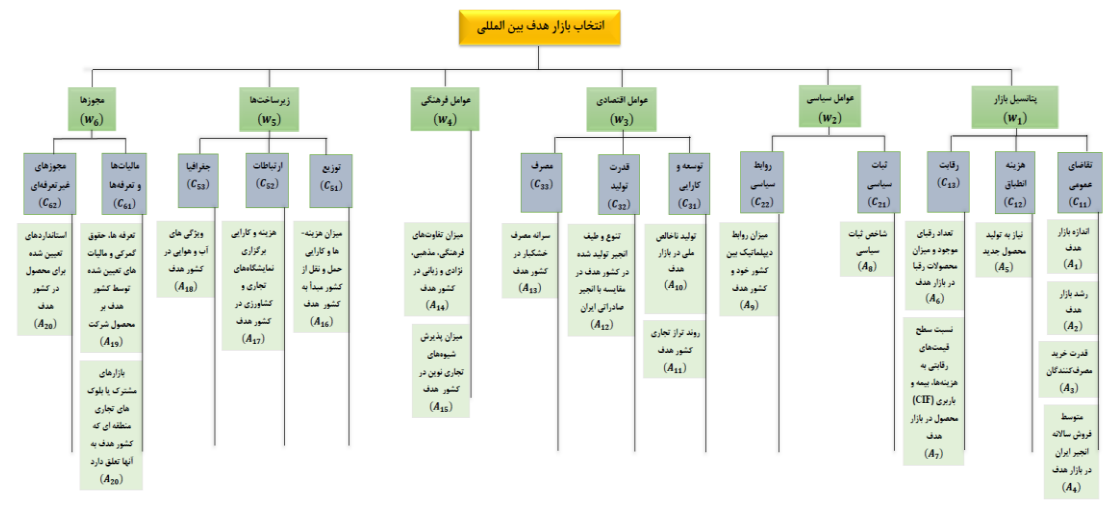 انتخاب بازار هدف بین المللی
پتانسیل بازار
(w₁)
عوامل سیاسی
(w₂)
عوامل اقتصادی
(w₃)
عوامل فرهنگی
(w₄)
زیرساخت‌ها
(w₅)
مجوزها
(w₆)
تقاضای
عمومی
(C₁₁)
هزینه
انطباق
(C₁₂)
رقابت
(C₁₃)
ثبات
سیاسی
(C₂₁)
روابط
سیاسی
(C₂₂)
توسعه و
کارایی
(C₃₁)
قدرت
تولید
(C₃₂)
مصرف
(C₃₃)
توزیع
(C₅₁)
ارتباطات
(C₅₂)
جغرافیا
(C₅₃)
مالیات‌ها
و تعرفه‌ها
(C₆₁)
مجوزهای
غیر تعرفه‌ای
(C₆₂)
اندازه بازار
هدف
(A₁)
رشد بازار
هدف
(A₂)
قدرت خرید
مصرف‌کنندگان
(A₃)
متوسط
فروش سالانه
انجیر ایران
در بازار هدف
(A₄)
نیاز به تولید
محصول جدید
(A₅)
تعداد رقبای
موجود و میزان
محصولات رقبا
در بازار هدف
(A₆)
نسبت سطح
قیمت‌های
رقابتی به
هزینه‌ها، بیمه و
باربری (CIF)
محصول در بازار
هدف
(A₇)
شاخص ثبات
سیاسی
(A₈)
میزان روابط
دیپلماتیک بین
کشور خود و
کشور هدف
(A₉)
تولید ناخالص
ملی در بازار
هدف
(A₁₀)
روند تراز تجاری
کشور هدف
(A₁₁)
تنوع و طیف
انجیر تولید شده
در کشور هدف در
مقایسه با انجیر
صادراتی ایران
(A₁₂)
سرانه مصرف
خشکبار در
کشور هدف
(A₁₃)
میزان تفاوت‌های
فرهنگی، مذهبی،
نژادی و زبانی در
کشور هدف
(A₁₄)
میزان پذیرش
شیوه‌های
تجاری نوین در
کشور هدف
(A₁₅)
میزان هزینه-
ها و کارایی
حمل و نقل از
کشور مبدأ به
کشور هدف
(A₁₆)
هزینه و کارایی
برگزاری
نمایشگاه‌های
تجاری و
کشاورزی در
کشور هدف
(A₁₇)
ویژگی های
آب و هوایی در
کشور هدف
(A₁₈)
تعرفه ها، حقوق
گمرکی و مالیات
های تعیین شده
توسط کشور
هدف بر
محصول شرکت
(A₁₉)
بازارهای
مشترک یا بلوک
های تجاری
منطقه ای که
کشور هدف به
آنها تعلق دارد
(A₂₀)
استانداردهای
تعیین شده
برای محصول
در کشور
هدف
(A₂₀)